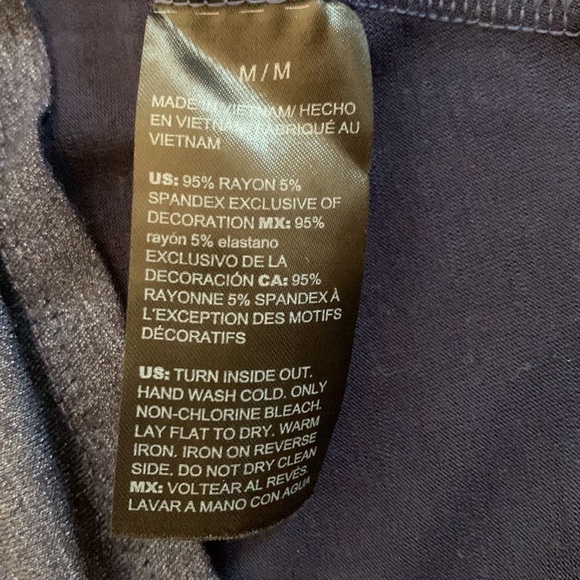 M / M
MADE IN VIETNAM/ HECHO
EN VIETNAM/ FABRIQUÉ AU
VIETNAM
US: 95% RAYON 5%
SPANDEX EXCLUSIVE OF
DECORATION MX: 95%
rayón 5% elastano
EXCLUSIVO DE LA
DECORACIÓN CA: 95%
RAYONNE 5% SPANDEX À
L'EXCEPTION DES MOTIFS
DÉCORATIFS
US: TURN INSIDE OUT.
HAND WASH COLD. ONLY
NON-CHLORINE BLEACH.
LAY FLAT TO DRY. WARM
IRON. IRON ON REVERSE
SIDE. DO NOT DRY CLEAN
MX: VOLTEAR AL REVÉS.
LAVAR A MANO CON AGUA